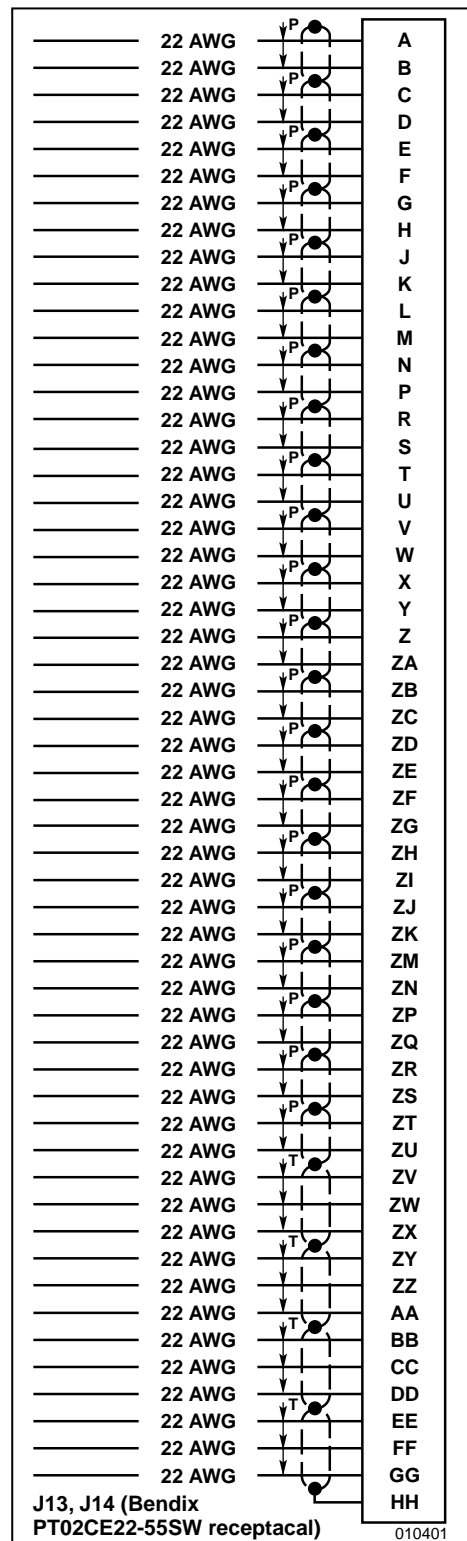 22 AWG P A
22 AWG B
22 AWG P C
22 AWG D
22 AWG P E
22 AWG F
22 AWG P G
22 AWG H
22 AWG P J
22 AWG K
22 AWG P L
22 AWG M
22 AWG P N
22 AWG P
22 AWG P R
22 AWG S
22 AWG P T
22 AWG U
22 AWG P V
22 AWG W
22 AWG P X
22 AWG Y
22 AWG P Z
22 AWG ZA
22 AWG P ZB
22 AWG ZC
22 AWG P ZD
22 AWG ZE
22 AWG P ZF
22 AWG ZG
22 AWG P ZH
22 AWG ZI
22 AWG P ZJ
22 AWG ZK
22 AWG P ZM
22 AWG ZN
22 AWG P ZP
22 AWG ZQ
22 AWG P ZR
22 AWG ZS
22 AWG P ZT
22 AWG ZU
22 AWG T ZV
22 AWG ZW
22 AWG ZX
22 AWG T ZY
22 AWG ZZ
22 AWG AA
22 AWG T BB
22 AWG CC
22 AWG DD
22 AWG T EE
22 AWG FF
22 AWG GG
HH
J13, J14 (Bendix
PT02CE22-55SW receptacal)
010401